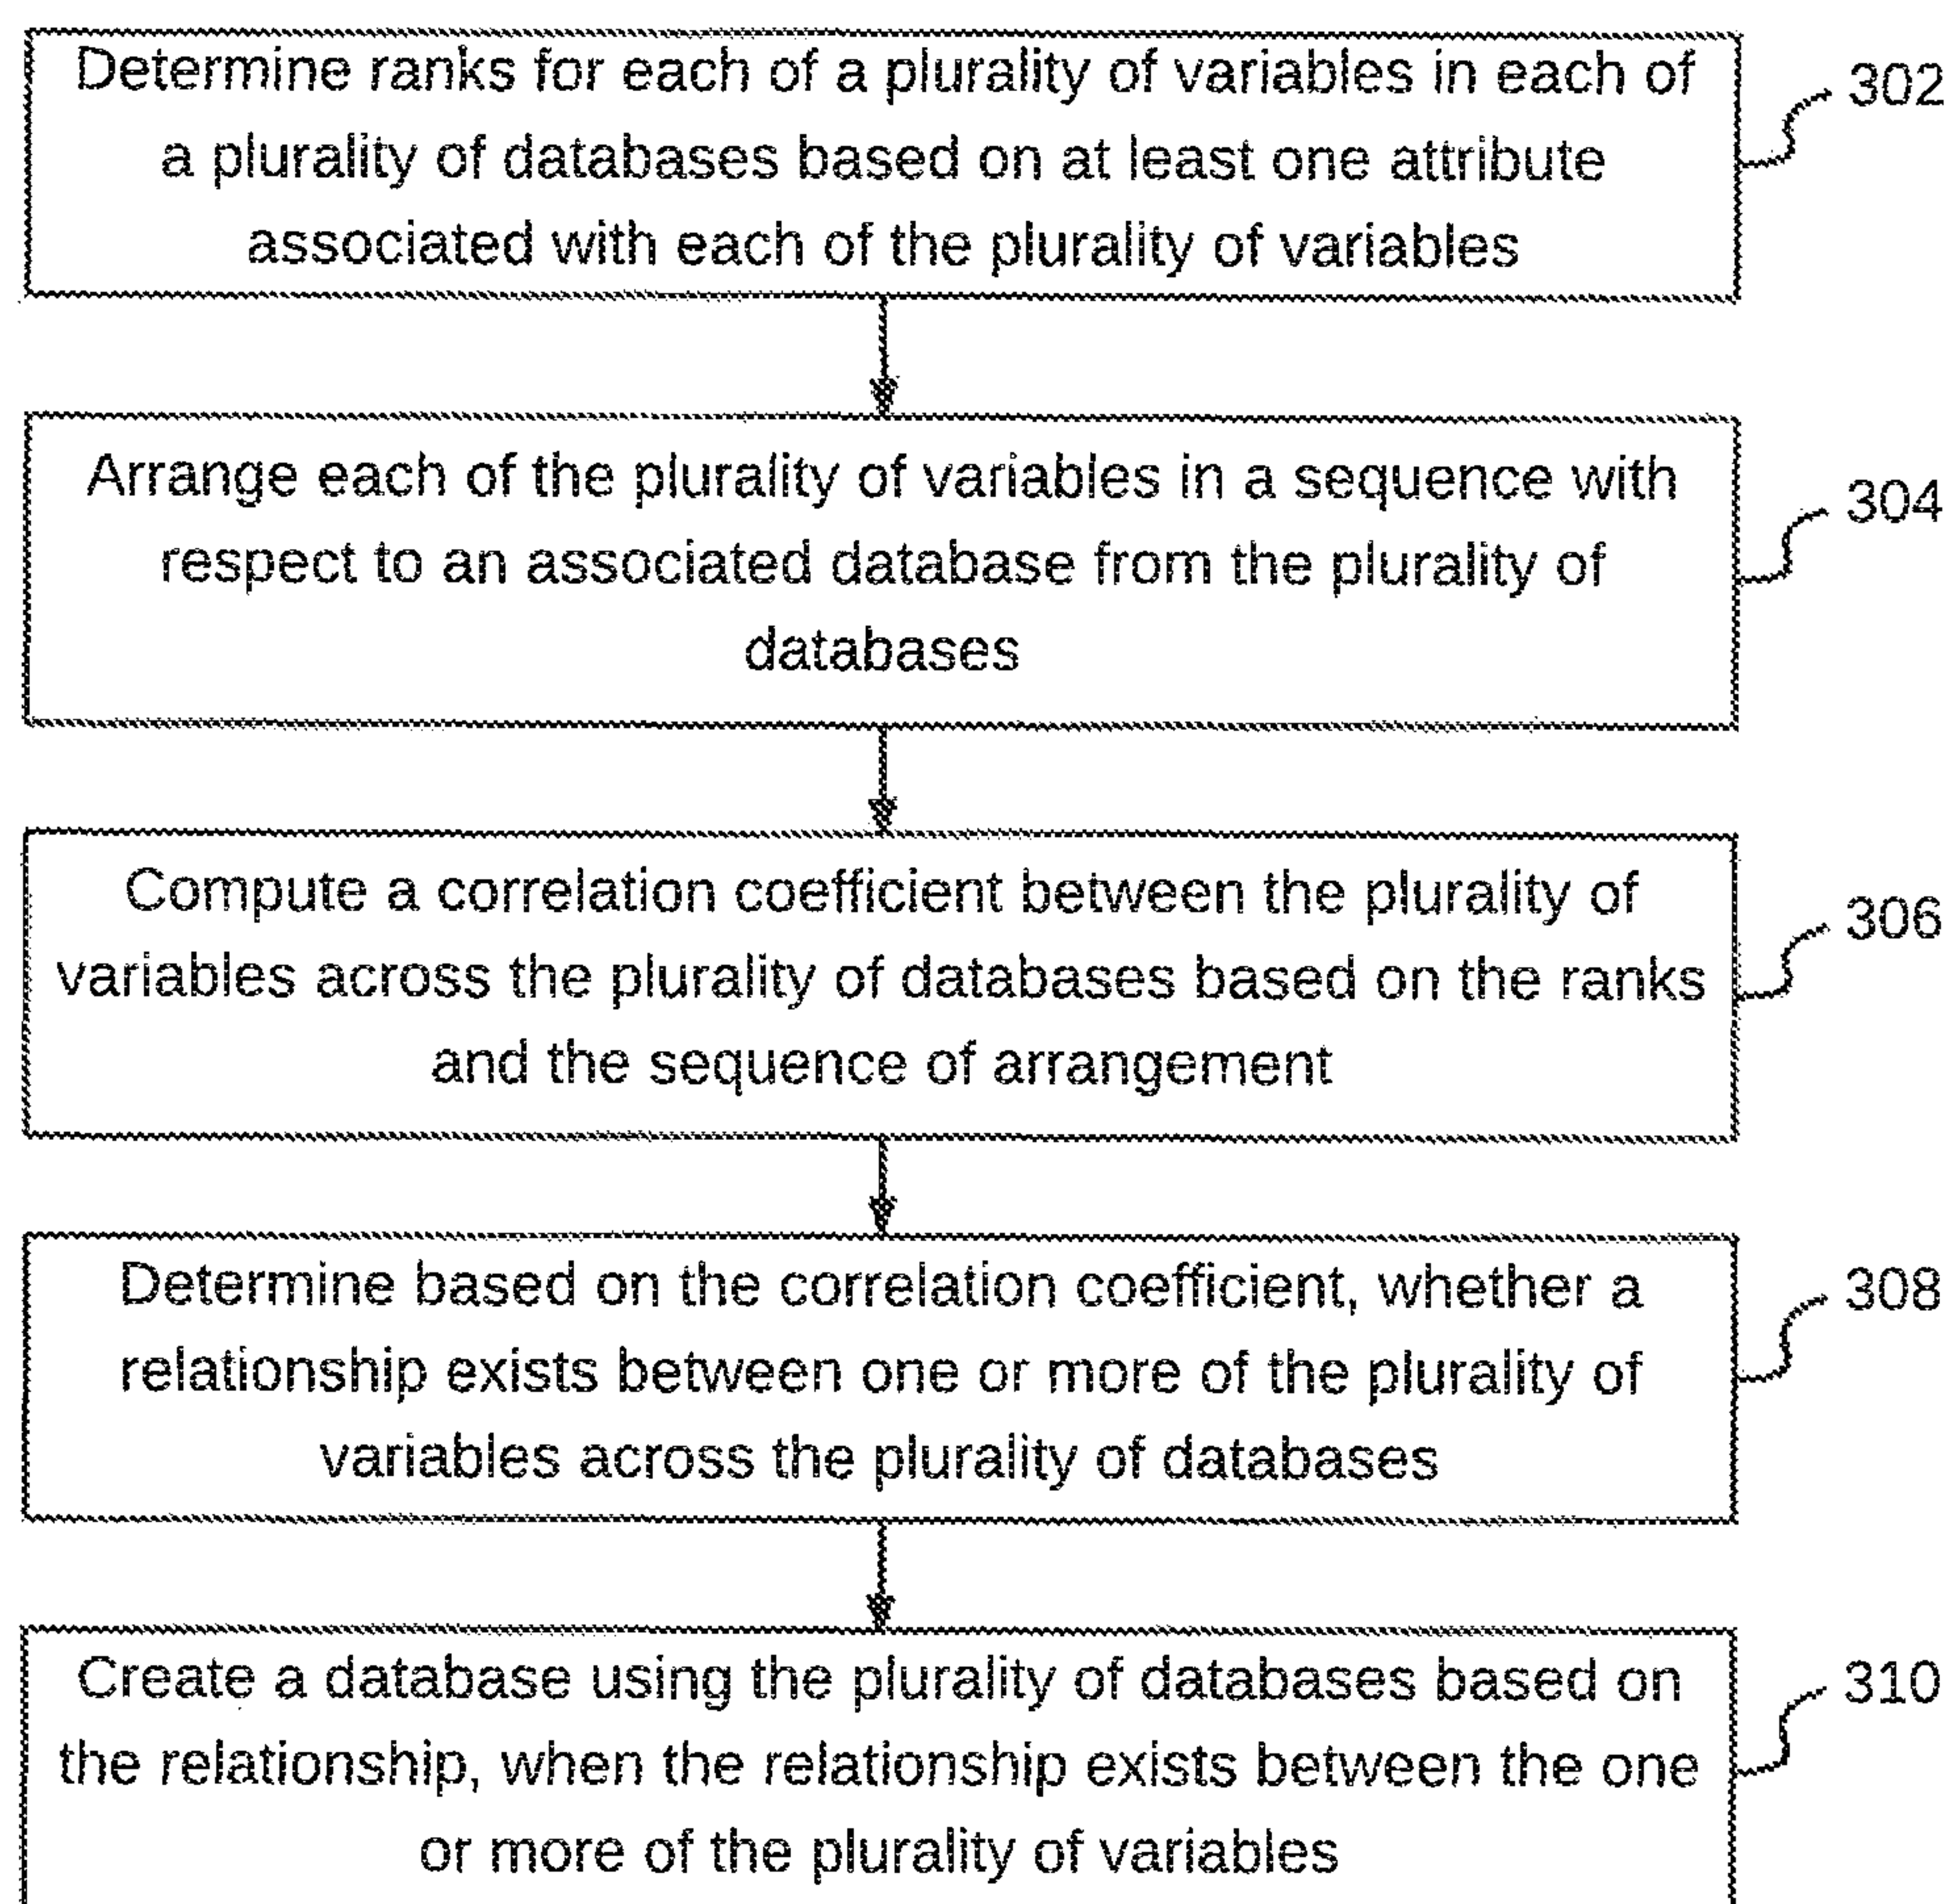 Determine ranks for each of a plurality of variables in each of
a plurality of databases based on at least one attribute
associated with each of the plurality of variables
302
Arrange each of the plurality of variables in a sequence with
respect to an associated database from the plurality of
databases
304
Compute a correlation coefficient between the plurality of
variables across the plurality of databases based on the ranks
and the sequence of arrangement
306
Determine based on the correlation coefficient, whether a
relationship exists between one or more of the plurality of
variables across the plurality of databases
308
Create a database using the plurality of databases based on
the relationship, when the relationship exists between the one
or more of the plurality of variables
310